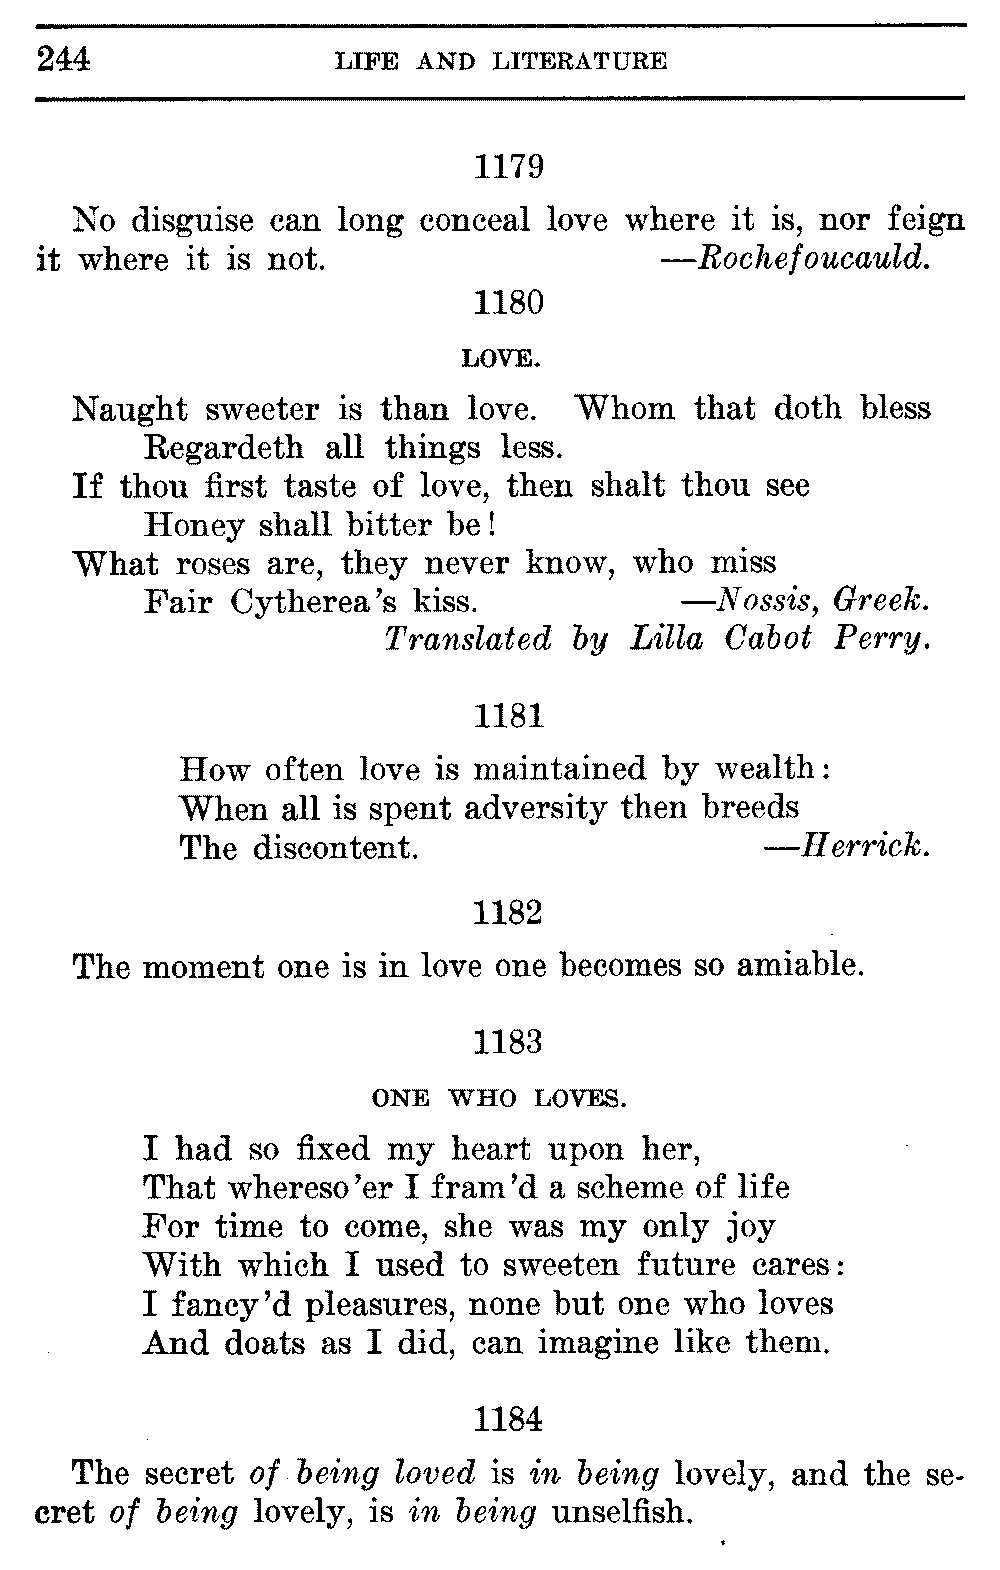 244 LIFE AND LITERATURE
1179
No disguise can long conceal love where it is, nor feign
it where it is not. —Rochefoucauld.
1180
LOVE.
Naught sweeter is than love. Whom that doth bless
Regardeth all things less.
If thou first taste of love, then shalt thou see
Honey shall bitter be!
What roses are, they never know, who miss
Fair Cytherea's kiss. —Nossis, Greek.
Translated by Lilla Cabot Perry.
1181
How often love is maintained by wealth:
When all is spent adversity then breeds
The discontent. —Herrick.
1182
The moment one is in love one becomes so amiable.
1183
ONE WHO LOVES.
I had so fixed my heart upon her,
That whereso'er I fram'd a scheme of life
For time to come, she was my only joy
With which I used to sweeten future cares:
I fancy'd pleasures, none but one who loves
And doats as I did, can imagine like them.
1184
The secret of being loved is in being lovely, and the se-
cret of being lovely, is in being unselfish.